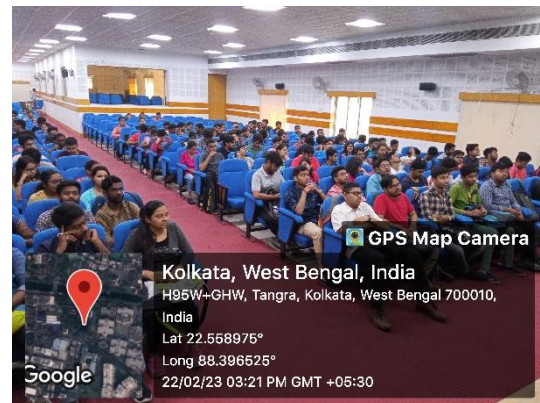 GPS Map Camera
Kolkata, West Bengal, India
H95W+GHW, Tangra, Kolkata, West Bengal 700010,
India
Lat 22.558975°
Long 88.396525°
22/02/23 03:21 PM GMT +05:30
Google